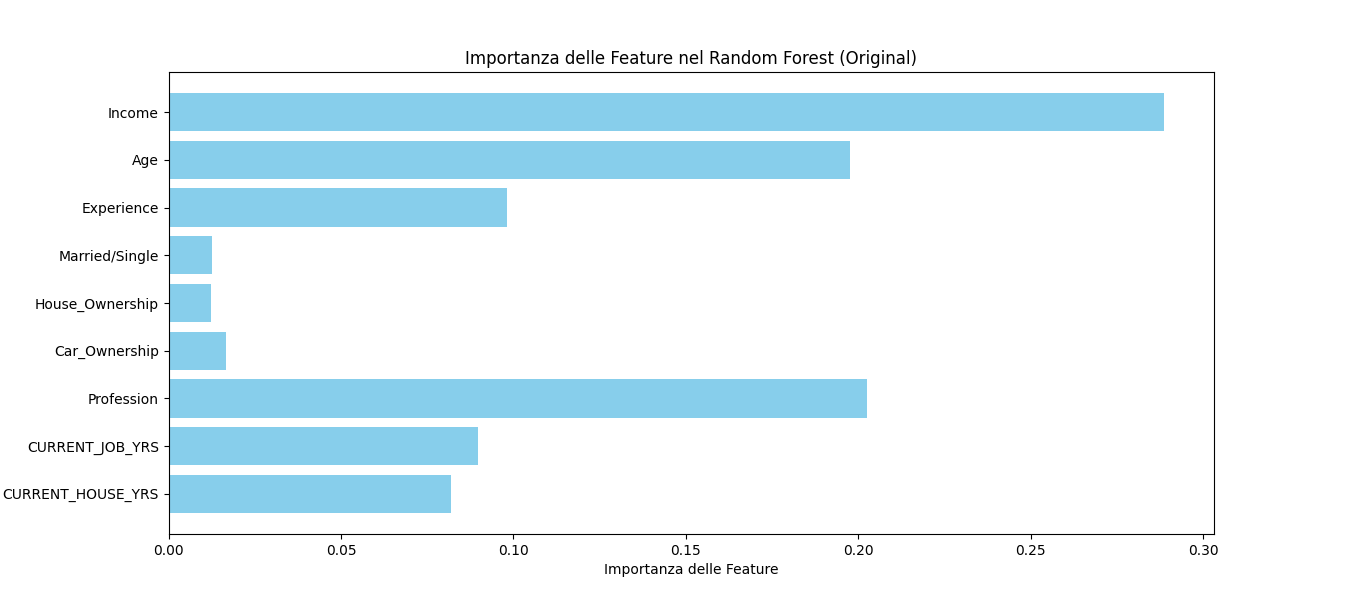 Importanza delle Feature nel Random Forest (Original)
Income
Age
Experience
Married/Single
House_Ownership
Car_Ownership
Profession
CURRENT_JOB_YRS
CURRENT_HOUSE_YRS
0.00 0.05 0.10 0.15 0.20 0.25 0.30
Importanza delle Feature